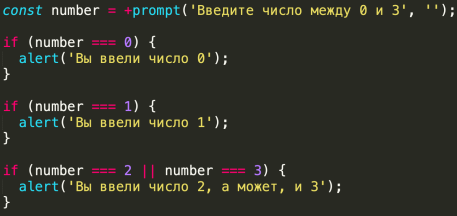 const number = +prompt('Введите число между 0 и 3', '');
if (number === 0) {
alert('Вы ввели число 0');
}
if (number === 1) {
alert('Вы ввели число 1');
}
if (number === 2 || number === 3) {
alert('Вы ввели число 2, а может, и 3');
}